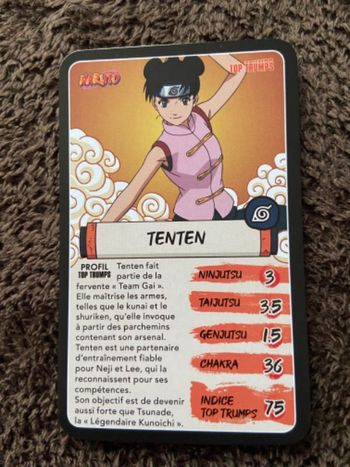 NARUTO
TOP TRUMPS
TENTEN
PROFIL
TOP TRUMPS
Tenten fait
partie de la
fervente « Team Gai ».
Elle maîtrise les armes,
telles que le kunai et le
shuriken, qu'elle invoque
à partir des parchemins
contenant son arsenal.
Tenten est une partenaire
d'entraînement fiable
pour Neji et Lee, qui la
reconnaissent pour ses
compétences.
Son objectif est de devenir
aussi forte que Tsunade,
la « Légendaire Kunoichi ».
NINJUTSU 3
TAIJUTSU 3.5
GENJUTSU 1.5
CHAKRA 36
INDICE
TOP TRUMPS 75